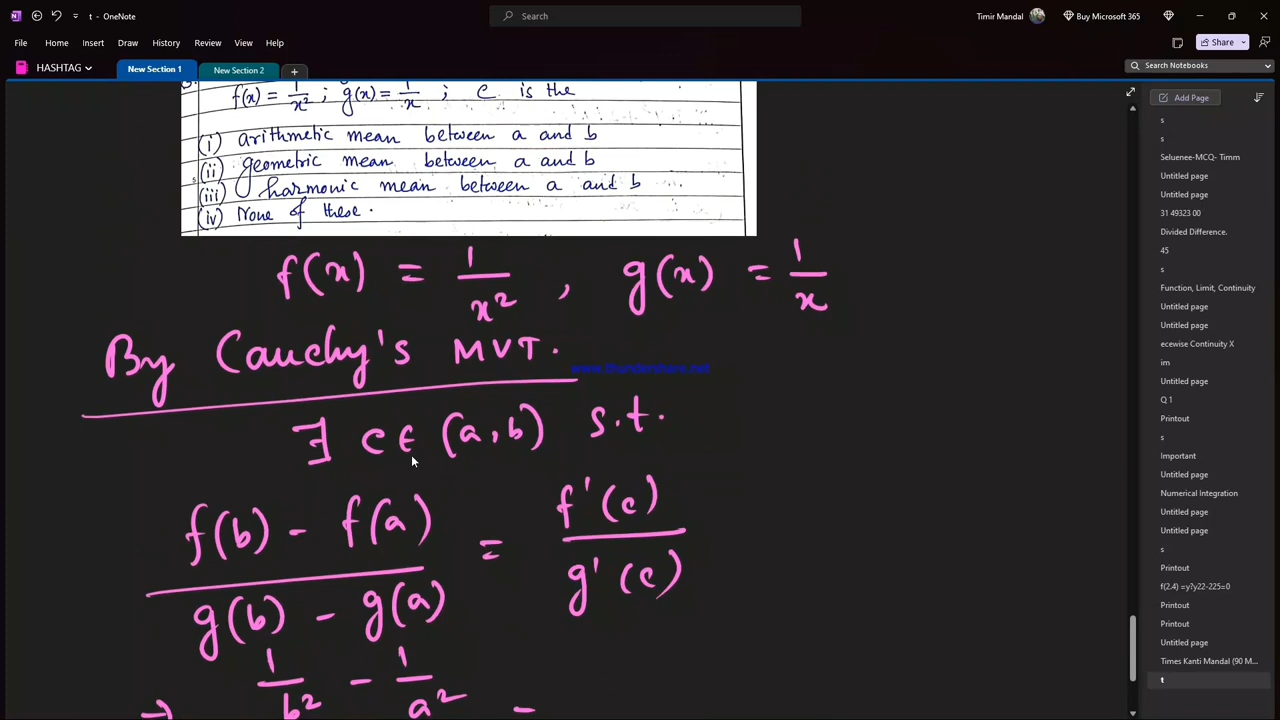 t - OneNote
Search
Timir Mandal
Buy Microsoft 365
File Home Insert Draw History Review View Help
Share
HASHTAG
New Section 1
New Section 2
+
Search Notebooks
Add Page
f(x) = 1/x² ; g(x) = 1/x ; c is the
(i) arithmetic mean between a and b
(ii) geometric mean between a and b
(iii) harmonic mean between a and b
(iv) None of these.
f(x) = 1/x² , g(x) = 1/x
By Cauchy's MVT.
www.thundershare.net
∃ c ∈ (a, b) s.t.
f(b) - f(a) / g(b) - g(a) = f'(c) / g'(c)
⇒ 1/b² - 1/a² =
s
s
Seluenee-MCQ- Timm
Untitled page
Untitled page
31 49323 00
Divided Difference.
45
s
Function, Limit, Continuity
Untitled page
Untitled page
ecewise Continuity X
im
Untitled page
Q 1
Printout
s
Important
Untitled page
Numerical Integration
Untitled page
Untitled page
s
Printout
f(2.4) =y?y22-225=0
Printout
Printout
Untitled page
Times Kanti Mandal (90 M...
t